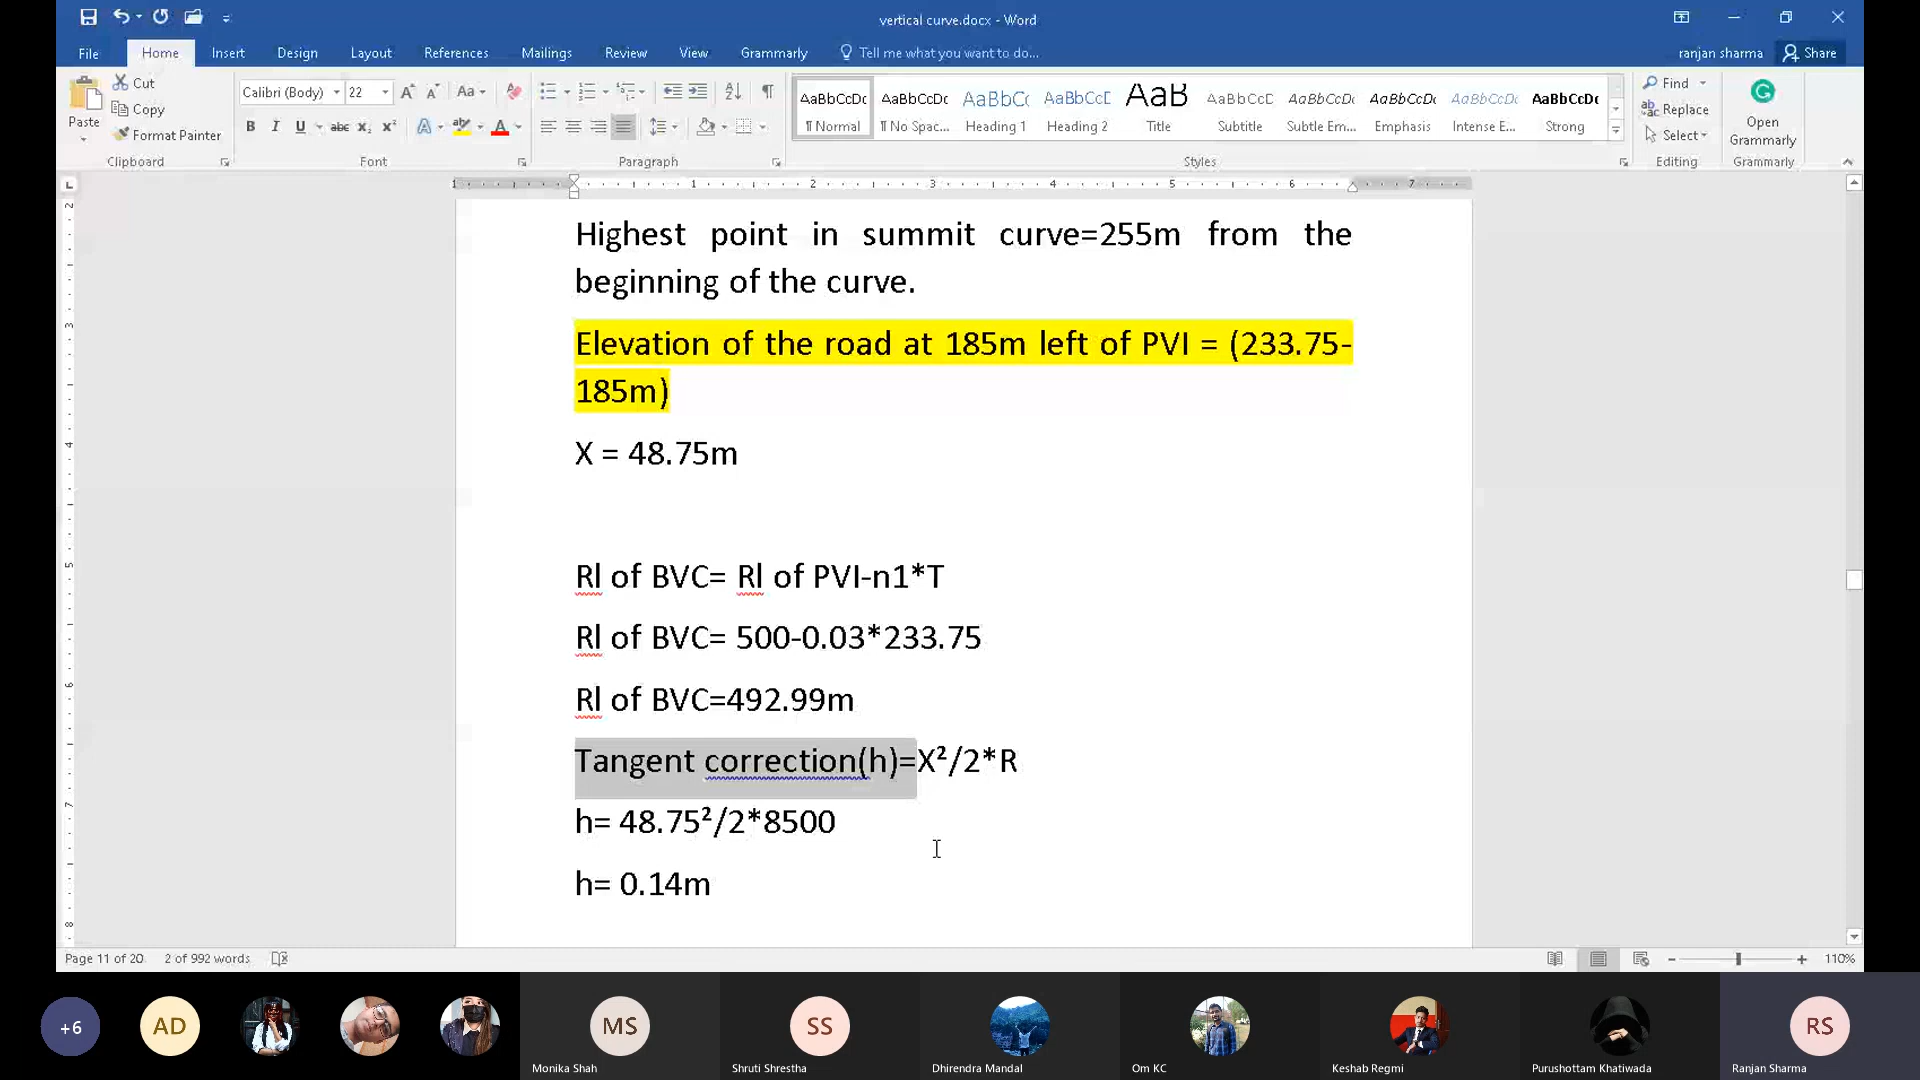 vertical curve.docx - Word
File Home Insert Design Layout References Mailings Review View Grammarly Tell me what you want to do... ranjan sharma Share
Paste
Cut
Copy
Format Painter
Clipboard
Calibri (Body) 22
Font
Paragraph
AaBbCcDc AaBbCcDc AaBbCc AaBbCcE AaB AaBbCcD AaBbCcDc AaBbCcDc AaBbCcDc AaBbCcDc
¶ Normal ¶ No Spac... Heading 1 Heading 2 Title Subtitle Subtle Em... Emphasis Intense E... Strong
Styles
Find
Replace
Select
Editing
Open
Grammarly
Grammarly
Highest point in summit curve=255m from the
beginning of the curve.
Elevation of the road at 185m left of PVI = (233.75-
185m)
X = 48.75m
Rl of BVC= Rl of PVI-n1*T
Rl of BVC= 500-0.03*233.75
Rl of BVC=492.99m
Tangent correction(h)=X²/2*R
h= 48.75²/2*8500
h= 0.14m
Page 11 of 20 2 of 992 words 110%
+6 AD MS SS RS
Monika Shah Shruti Shrestha Dhirendra Mandal Om KC Keshab Regmi Purushottam Khatiwada Ranjan Sharma